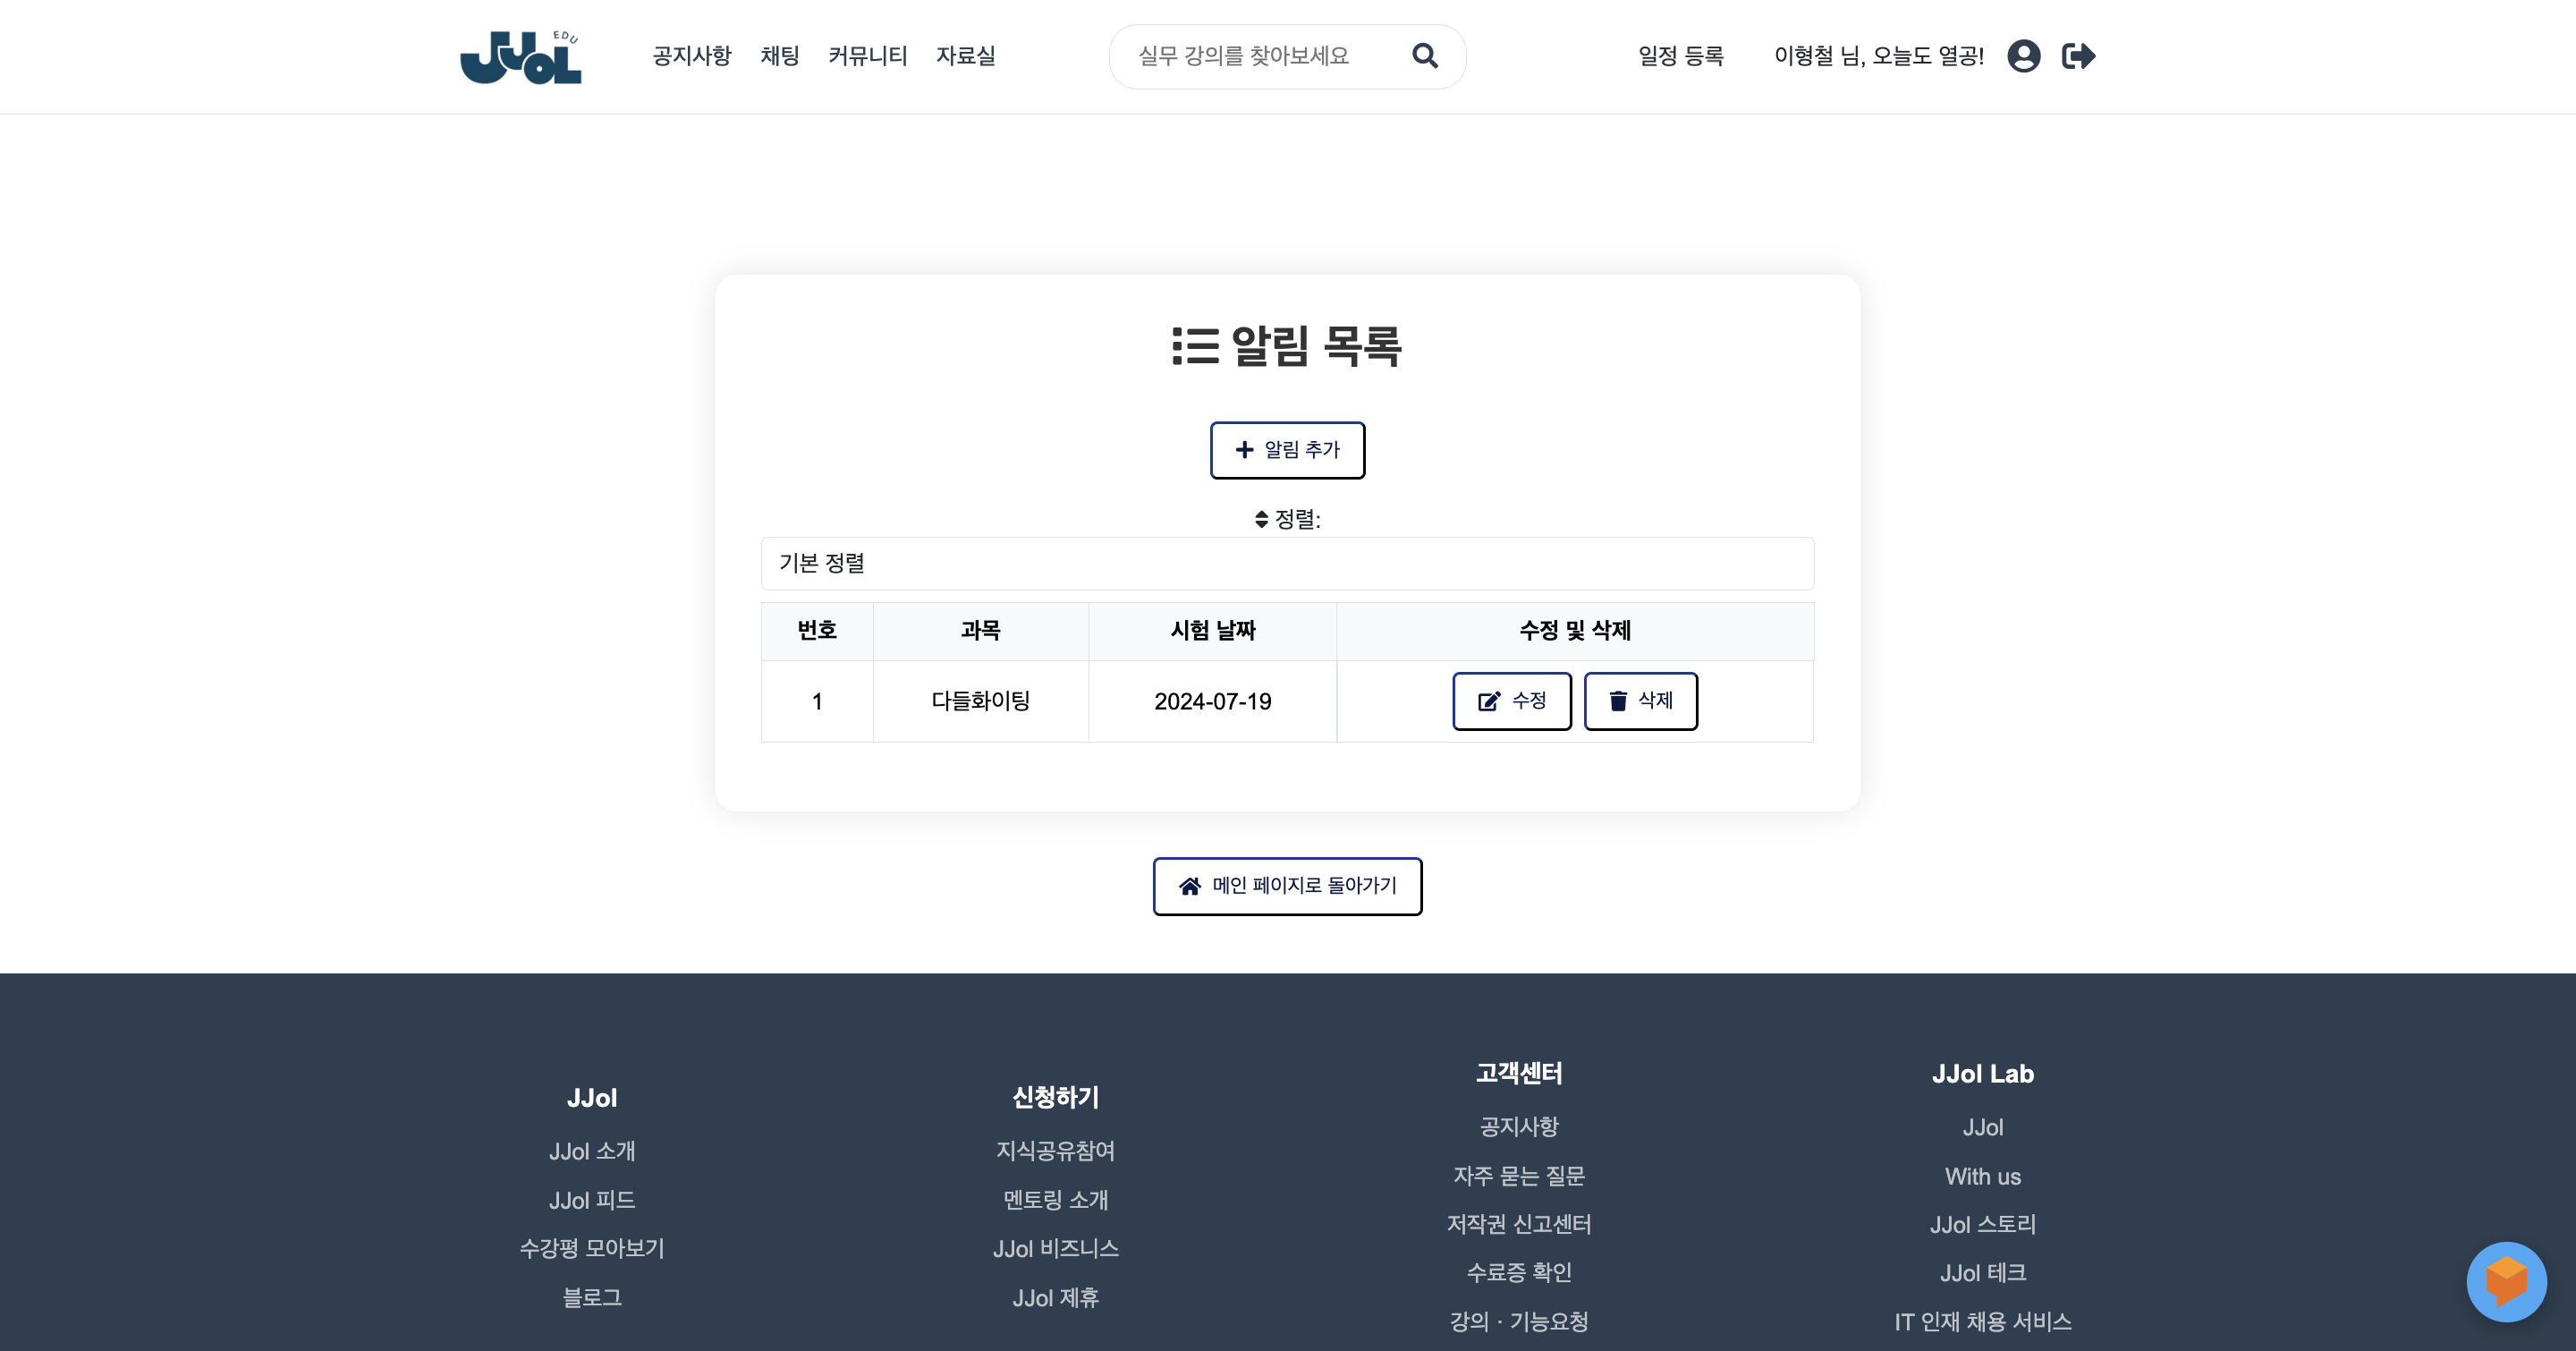 JJOL EDU
공지사항 채팅 커뮤니티 자료실
실무 강의를 찾아보세요
일정 등록 이형철 님, 오늘도 열공!
알림 목록
알림 추가
정렬:
기본 정렬
번호 과목 시험 날짜 수정 및 삭제
1 다들화이팅 2024-07-19 수정 삭제
메인 페이지로 돌아가기
JJol
JJol 소개
JJol 피드
수강평 모아보기
블로그
신청하기
지식공유참여
멘토링 소개
JJol 비즈니스
JJol 제휴
고객센터
공지사항
자주 묻는 질문
저작권 신고센터
수료증 확인
강의 · 기능요청
JJol Lab
JJol
With us
JJol 스토리
JJol 테크
IT 인재 채용 서비스